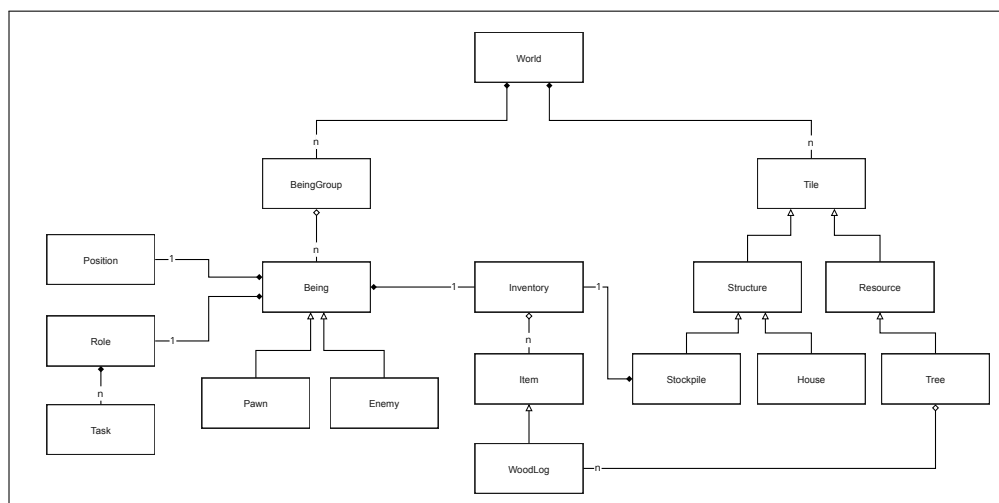 World
n
n
BeingGroup
Tile
n
Position
1
Being
1
Inventory
1
Structure
Resource
Role
1
n
n
Item
Stockpile
House
Tree
Pawn
Enemy
Task
WoodLog
n